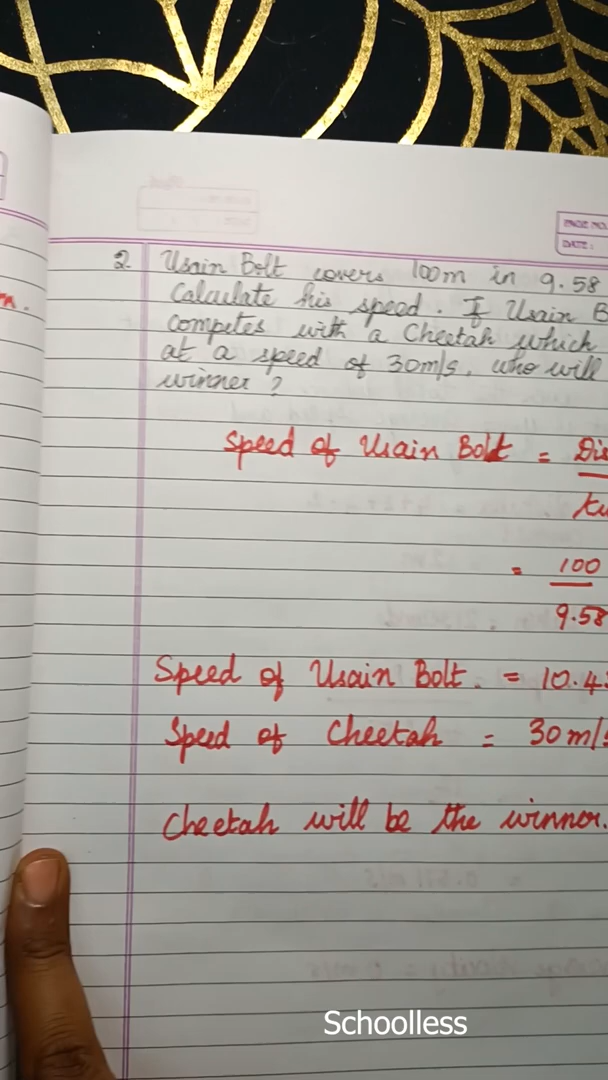 PAGE NO.
DATE:
m.
2. Usain Bolt covers 100m in 9.58
Calculate his speed. If Usain B
competes with a Cheetah which
at a speed of 30m/s, who will
winner?
Speed of Usain Bolt = Dis
= 100
9.58
Speed of Usain Bolt. = 10.4
Speed of Cheetah = 30m/s
Cheetah will be the winner.
Schoolless